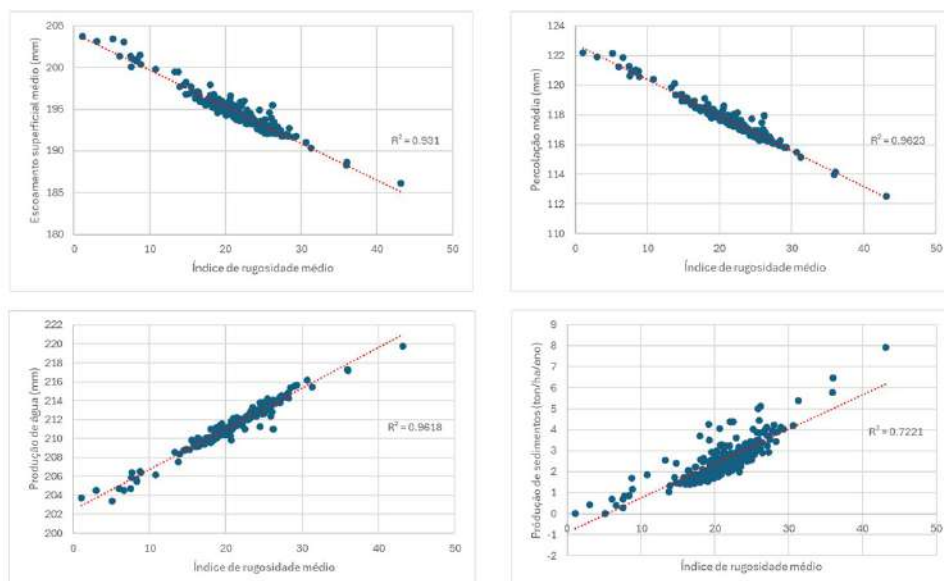 Escoamento superficial médio (mm)
205
200
195
190
185
180
R² = 0.931
0 10 20 30 40 50
Índice de rugosidade médio
Percolação média (mm)
124
122
120
118
116
114
112
110
R² = 0.9623
0 10 20 30 40 50
Índice de rugosidade médio
Produção de água (mm)
222
220
218
216
214
212
210
208
206
204
202
200
R² = 0.9618
0 10 20 30 40 50
Índice de rugosidade médio
Produção de sedimentos (ton/ha/ano)
9
8
7
6
5
4
3
2
1
0
-1
-2
R² = 0.7221
0 10 20 30 40 50
Índice de rugosidade médio